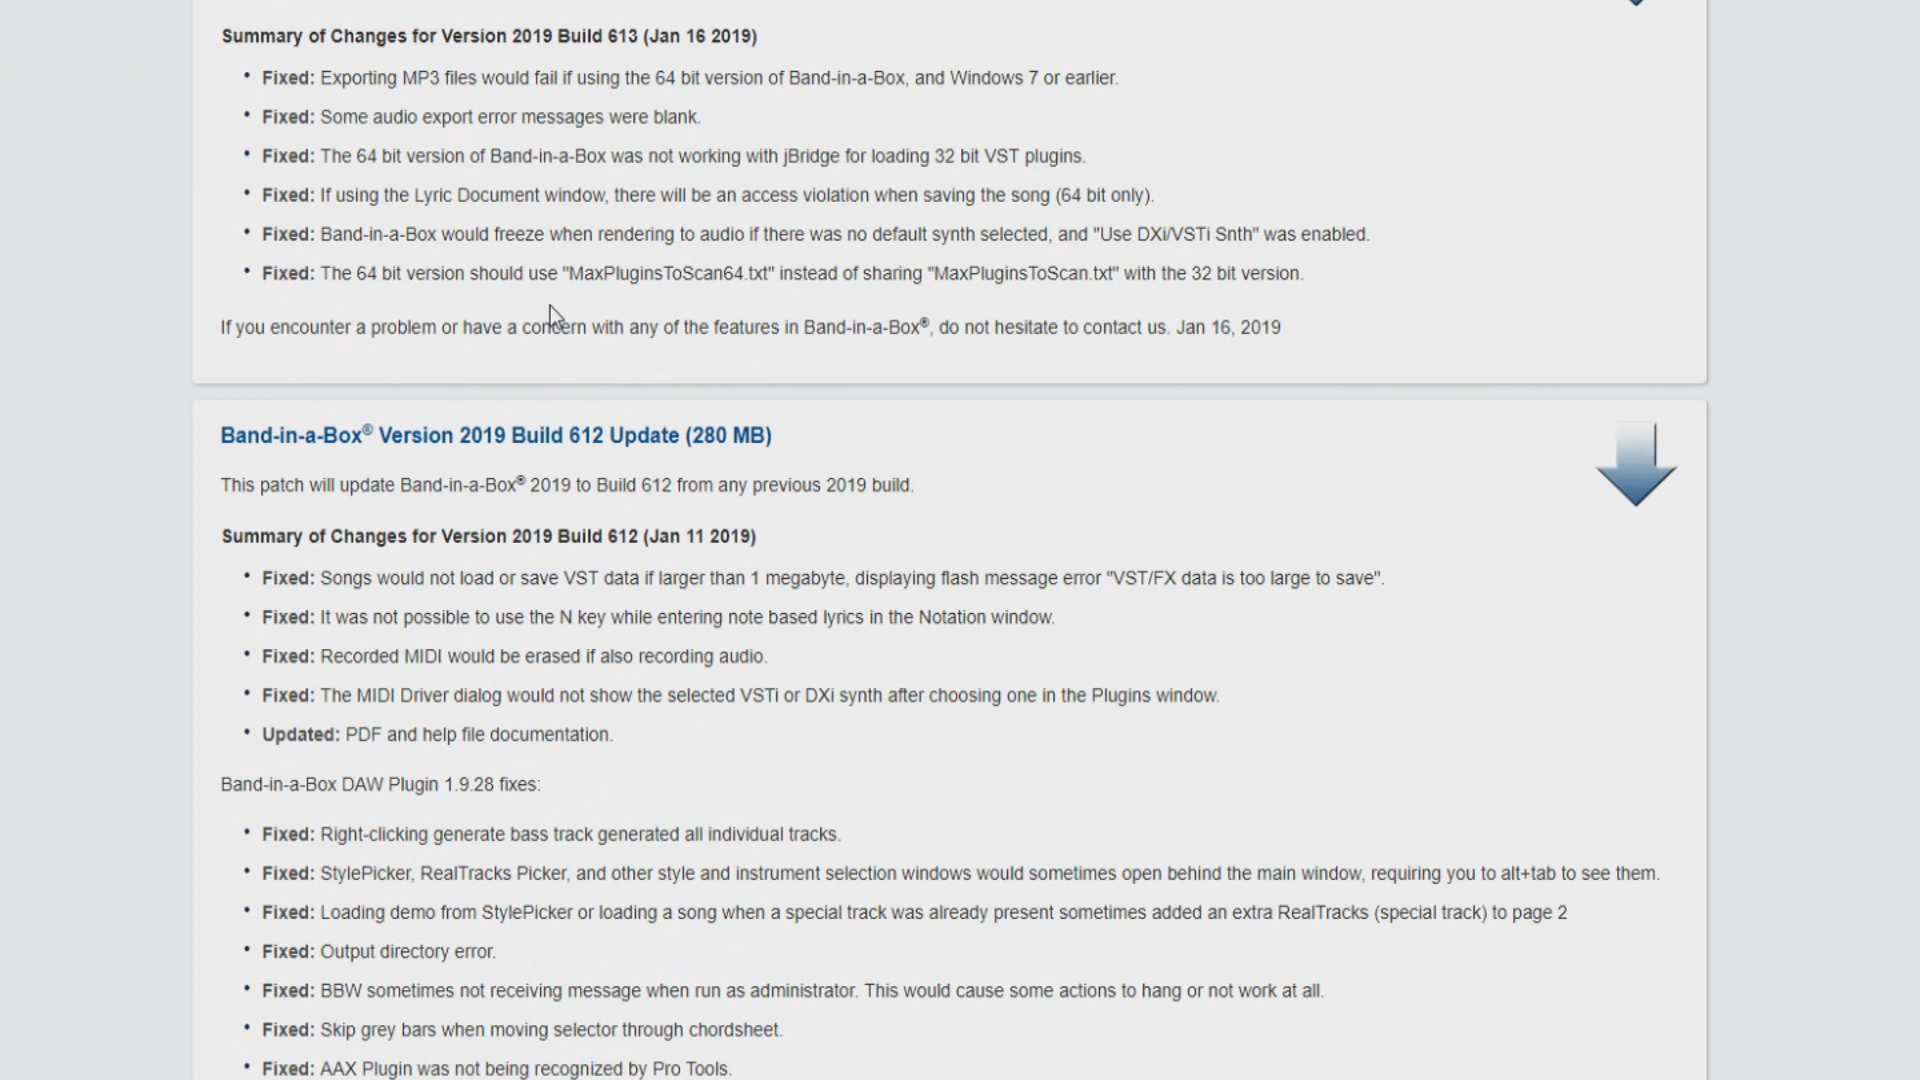 Summary of Changes for Version 2019 Build 613 (Jan 16 2019)
• Fixed: Exporting MP3 files would fail if using the 64 bit version of Band-in-a-Box, and Windows 7 or earlier.
• Fixed: Some audio export error messages were blank.
• Fixed: The 64 bit version of Band-in-a-Box was not working with jBridge for loading 32 bit VST plugins.
• Fixed: If using the Lyric Document window, there will be an access violation when saving the song (64 bit only).
• Fixed: Band-in-a-Box would freeze when rendering to audio if there was no default synth selected, and "Use DXi/VSTi Snth" was enabled.
• Fixed: The 64 bit version should use "MaxPluginsToScan64.txt" instead of sharing "MaxPluginsToScan.txt" with the 32 bit version.
If you encounter a problem or have a concern with any of the features in Band-in-a-Box®, do not hesitate to contact us. Jan 16, 2019
Band-in-a-Box® Version 2019 Build 612 Update (280 MB)
This patch will update Band-in-a-Box® 2019 to Build 612 from any previous 2019 build.
Summary of Changes for Version 2019 Build 612 (Jan 11 2019)
• Fixed: Songs would not load or save VST data if larger than 1 megabyte, displaying flash message error "VST/FX data is too large to save".
• Fixed: It was not possible to use the N key while entering note based lyrics in the Notation window.
• Fixed: Recorded MIDI would be erased if also recording audio.
• Fixed: The MIDI Driver dialog would not show the selected VSTi or DXi synth after choosing one in the Plugins window.
• Updated: PDF and help file documentation.
Band-in-a-Box DAW Plugin 1.9.28 fixes:
• Fixed: Right-clicking generate bass track generated all individual tracks.
• Fixed: StylePicker, RealTracks Picker, and other style and instrument selection windows would sometimes open behind the main window, requiring you to alt+tab to see them.
• Fixed: Loading demo from StylePicker or loading a song when a special track was already present sometimes added an extra RealTracks (special track) to page 2
• Fixed: Output directory error.
• Fixed: BBW sometimes not receiving message when run as administrator. This would cause some actions to hang or not work at all.
• Fixed: Skip grey bars when moving selector through chordsheet.
• Fixed: AAX Plugin was not being recognized by Pro Tools.